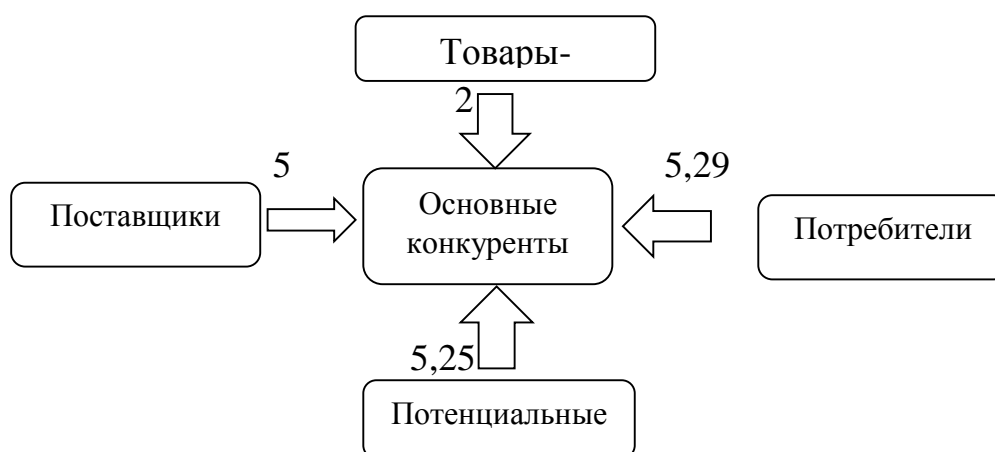 Товары-
2
5
5,29
Поставщики
Основные
конкуренты
Потребители
5,25
Потенциальные